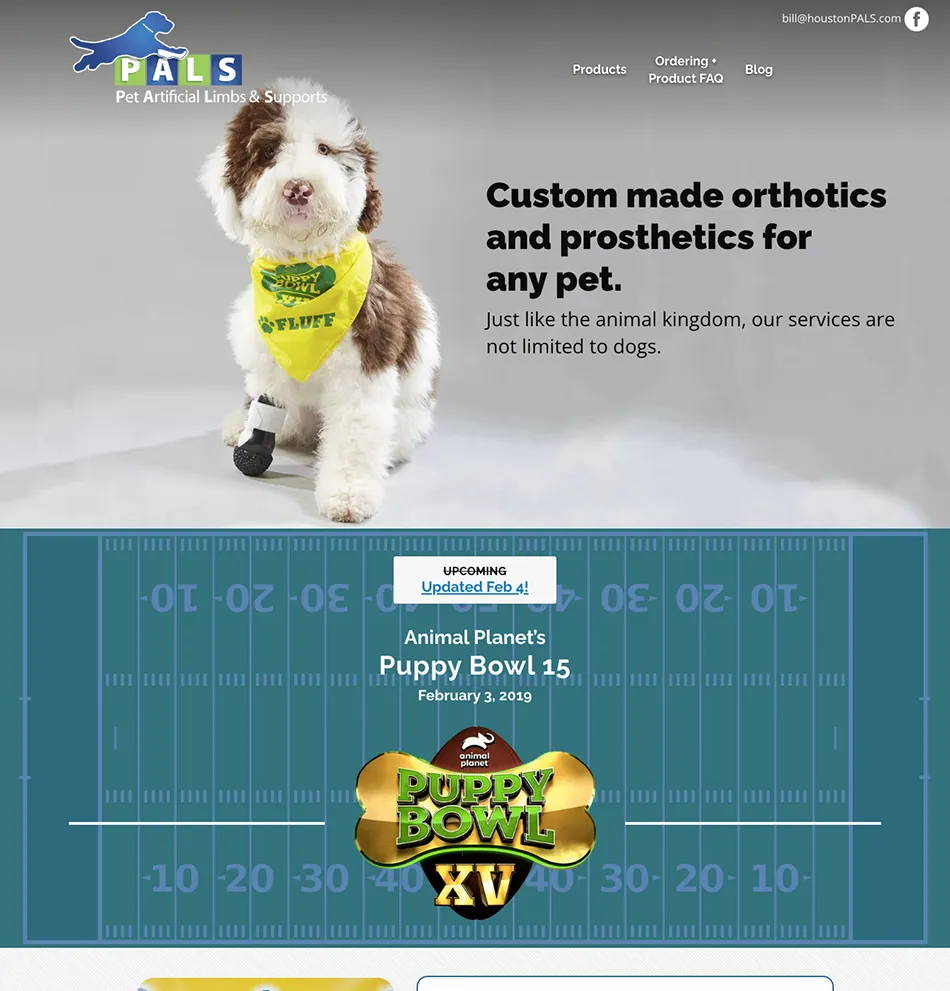 bill@houstonPALS.com
f
PALS
Pet Artificial Limbs & Supports
Products
Ordering +
Product FAQ
Blog
Custom made orthotics
and prosthetics for
any pet.
Just like the animal kingdom, our services are
not limited to dogs.
PUPPY
BOWL
FLUFF
UPCOMING
Updated Feb 4!
10 20 30 40 50 40 30 20 10
Animal Planet’s
Puppy Bowl 15
February 3, 2019
animal
planet
PUPPY
BOWL
XV
10 20 30 40 40 30 20 10